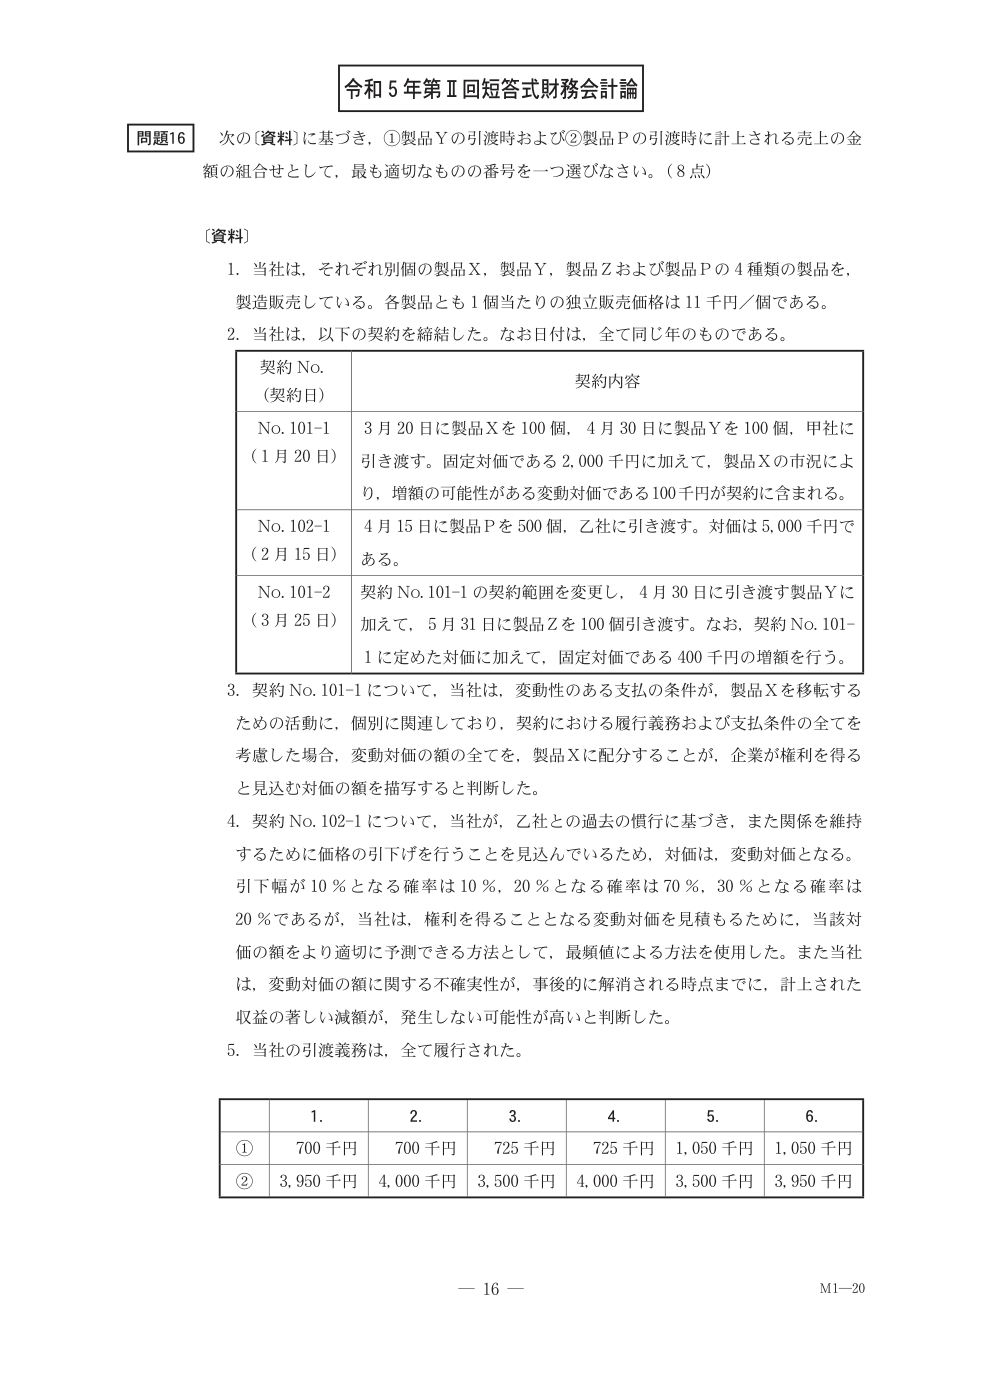 令和5年第Ⅱ回短答式財務会計論
問題16 次の〔資料〕に基づき，①製品Yの引渡時および②製品Pの引渡時に計上される売上の金
額の組合せとして，最も適切なものの番号を一つ選びなさい。（8点）
〔資料〕
1. 当社は，それぞれ別個の製品X，製品Y，製品Zおよび製品Pの4種類の製品を，
製造販売している。各製品とも1個当たりの独立販売価格は11千円／個である。
2. 当社は，以下の契約を締結した。なお日付は，全て同じ年のものである。
契約 No.
（契約日）
契約内容
No. 101-1
（1月20日）
3月20日に製品Xを100個，4月30日に製品Yを100個，甲社に
引き渡す。固定対価である2,000千円に加えて，製品Xの市況によ
り，増額の可能性がある変動対価である100千円が契約に含まれる。
No. 102-1
（2月15日）
4月15日に製品Pを500個，乙社に引き渡す。対価は5,000千円で
ある。
No. 101-2
（3月25日）
契約No. 101-1の契約範囲を変更し，4月30日に引き渡す製品Yに
加えて，5月31日に製品Zを100個引き渡す。なお，契約No. 101-
1に定めた対価に加えて，固定対価である400千円の増額を行う。
3. 契約No. 101-1について，当社は，変動性のある支払の条件が，製品Xを移転する
ための活動に，個別に関連しており，契約における履行義務および支払条件の全てを
考慮した場合，変動対価の額の全てを，製品Xに配分することが，企業が権利を得る
と見込む対価の額を描写すると判断した。
4. 契約No. 102-1について，当社が，乙社との過去の慣行に基づき，また関係を維持
するために価格の引下げを行うことを見込んでいるため，対価は，変動対価となる。
引下幅が10％となる確率は10％，20％となる確率は70％，30％となる確率は
20％であるが，当社は，権利を得ることとなる変動対価を見積もるために，当該対
価の額をより適切に予測できる方法として，最頻値による方法を使用した。また当社
は，変動対価の額に関する不確実性が，事後的に解消される時点までに，計上された
収益の著しい減額が，発生しない可能性が高いと判断した。
5. 当社の引渡義務は，全て履行された。
1. 2. 3. 4. 5. 6.
① 700千円 700千円 725千円 725千円 1,050千円 1,050千円
② 3,950千円 4,000千円 3,500千円 4,000千円 3,500千円 3,950千円
— 16 —
M1—20